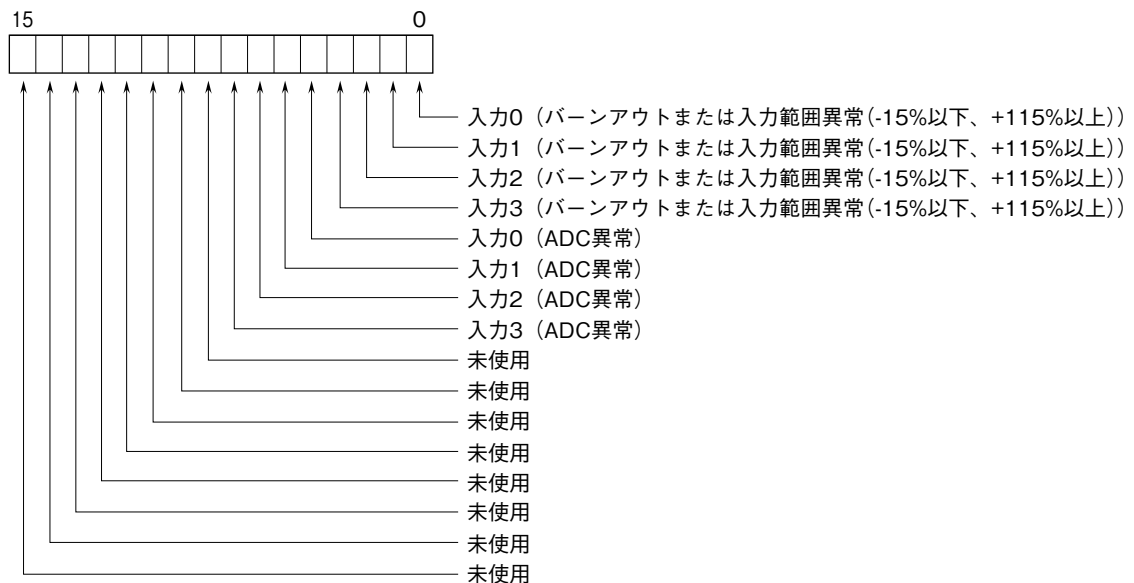 15 0
入力0（バーンアウトまたは入力範囲異常（-15%以下、+115%以上））
入力1（バーンアウトまたは入力範囲異常（-15%以下、+115%以上））
入力2（バーンアウトまたは入力範囲異常（-15%以下、+115%以上））
入力3（バーンアウトまたは入力範囲異常（-15%以下、+115%以上））
入力0（ADC異常）
入力1（ADC異常）
入力2（ADC異常）
入力3（ADC異常）
未使用
未使用
未使用
未使用
未使用
未使用
未使用
未使用